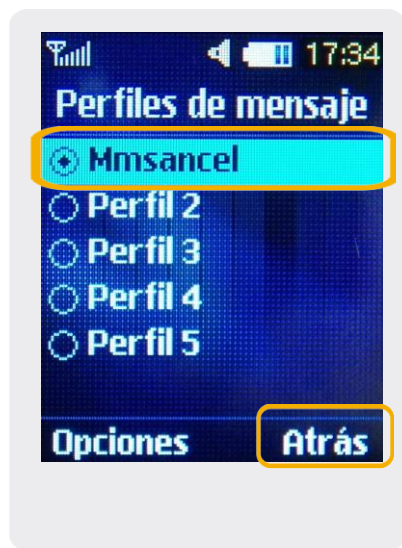 17:34
Perfiles de mensaje
Mmsancel
Perfil 2
Perfil 3
Perfil 4
Perfil 5
Opciones Atrás